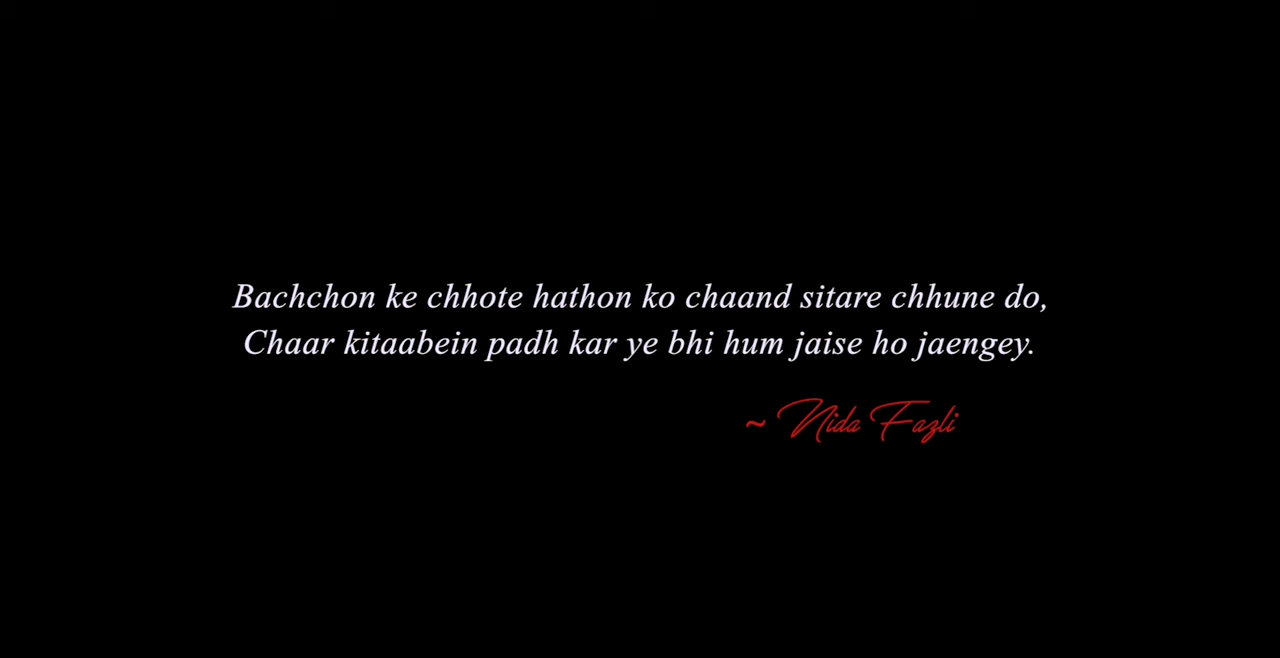 Bachchon ke chhote hathon ko chaand sitare chhune do,
Chaar kitaabein padh kar ye bhi hum jaise ho jaengey.
~ Nida Fazli